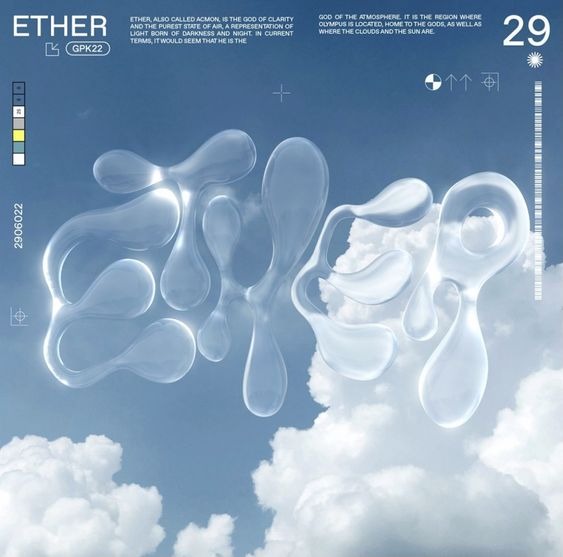 ETHER
GPK22
ETHER, ALSO CALLED ACMON, IS THE GOD OF CLARITY
AND THE PUREST STATE OF AIR, A REPRESENTATION OF
LIGHT BORN OF DARKNESS AND NIGHT. IN CURRENT
TERMS, IT WOULD SEEM THAT HE IS THE
GOD OF THE ATMOSPHERE. IT IS THE REGION WHERE
OLYMPUS IS LOCATED, HOME TO THE GODS, AS WELL AS
WHERE THE CLOUDS AND THE SUN ARE.
29
25
2906022
ETHER